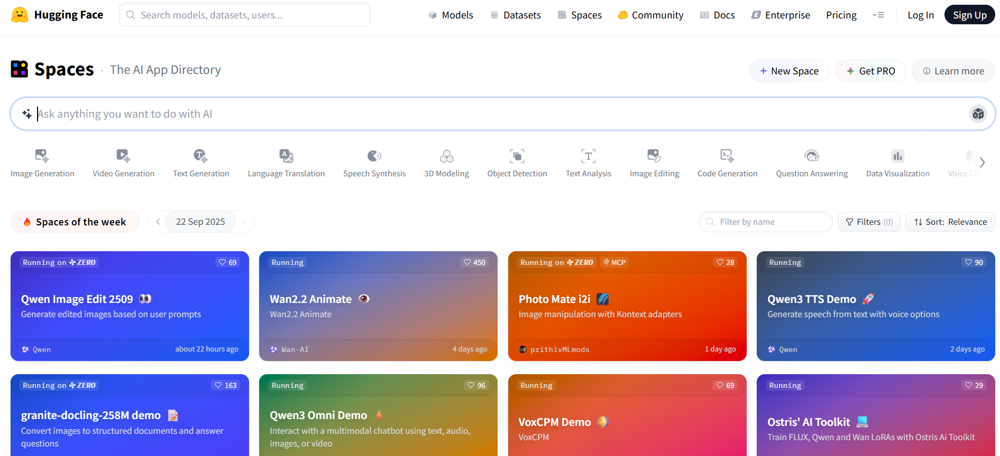 Hugging Face
Search models, datasets, users...
Models
Datasets
Spaces
Community
Docs
Enterprise
Pricing
Log In
Sign Up
Spaces · The AI App Directory
+ New Space
Get PRO
Learn more
Ask anything you want to do with AI
Image Generation
Video Generation
Text Generation
Language Translation
Speech Synthesis
3D Modeling
Object Detection
Text Analysis
Image Editing
Code Generation
Question Answering
Data Visualization
Voice
Spaces of the week
22 Sep 2025
Filter by name
Filters (0)
Sort: Relevance
Running on ZERO
69
Qwen Image Edit 2509
Generate edited images based on user prompts
Qwen
about 22 hours ago
Running
450
Wan2.2 Animate
Wan2.2 Animate
Wan-AI
4 days ago
Running on ZERO
MCP
28
Photo Mate i2i
Image manipulation with Kontext adapters
prithivMLmods
1 day ago
Running
90
Qwen3 TTS Demo
Generate speech from text with voice options
Qwen
2 days ago
Running on ZERO
163
granite-docling-258M demo
Convert images to structured documents and answer
questions
Running
96
Qwen3 Omni Demo
Interact with a multimodal chatbot using text, audio,
images, or video
Running
69
VoxCPM Demo
VoxCPM
Running
29
Ostris' AI Toolkit
Train FLUX, Qwen and Wan LoRAs with Ostris Ai Toolkit